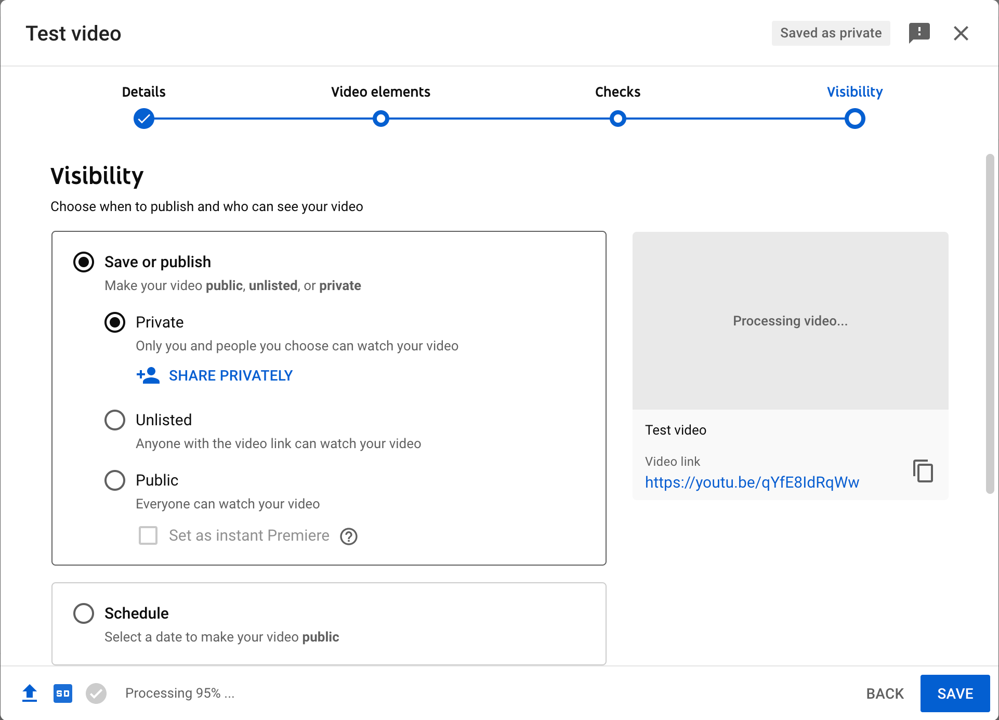 Test video
Saved as private
Details
Video elements
Checks
Visibility
Visibility
Choose when to publish and who can see your video
Save or publish
Make your video public, unlisted, or private
Private
Only you and people you choose can watch your video
SHARE PRIVATELY
Unlisted
Anyone with the video link can watch your video
Public
Everyone can watch your video
Set as instant Premiere
Schedule
Select a date to make your video public
Processing video...
Test video
Video link
https://youtu.be/qYfE8IdRqWw
SD
Processing 95% ...
BACK
SAVE